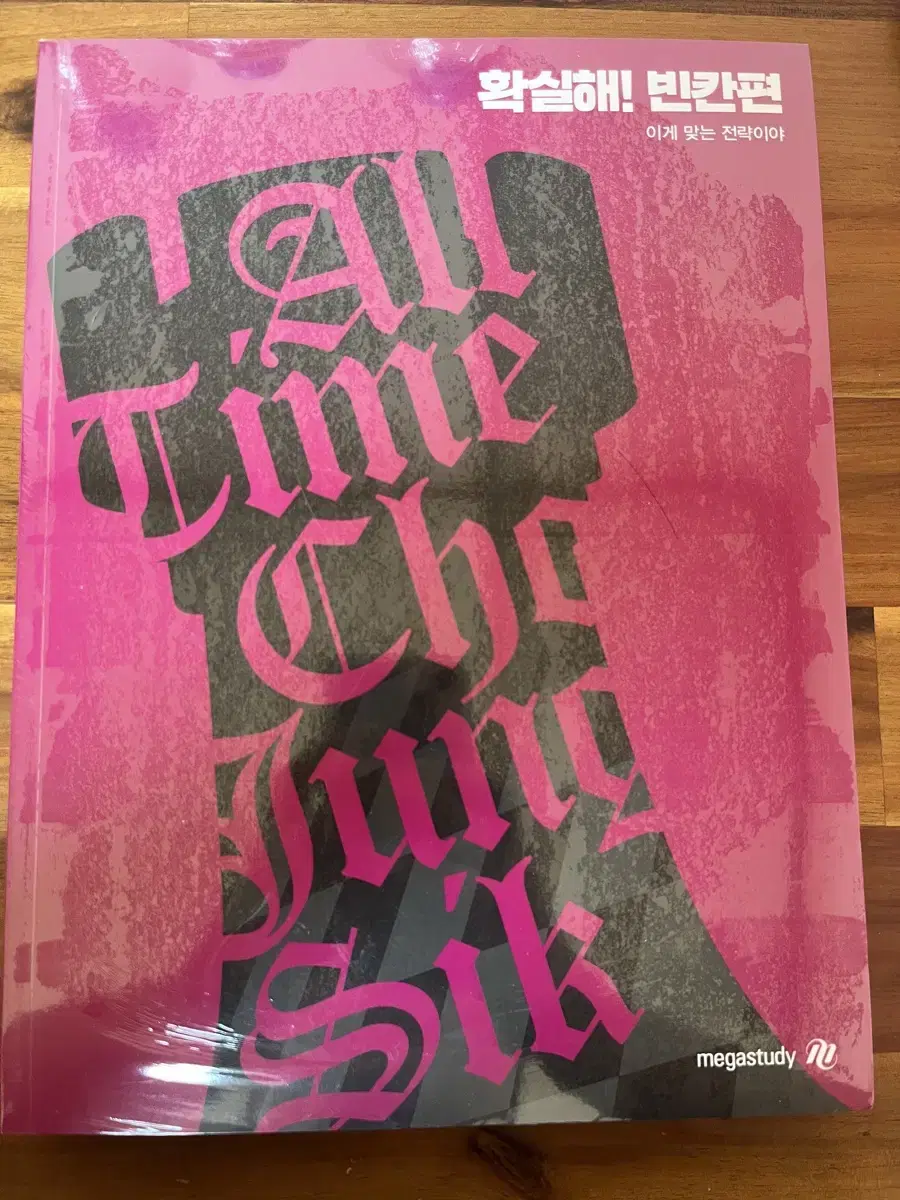 확실해! 빈칸편
이게 맞는 전략이야
All
Time
Cho
Jung
Sik
megastudy